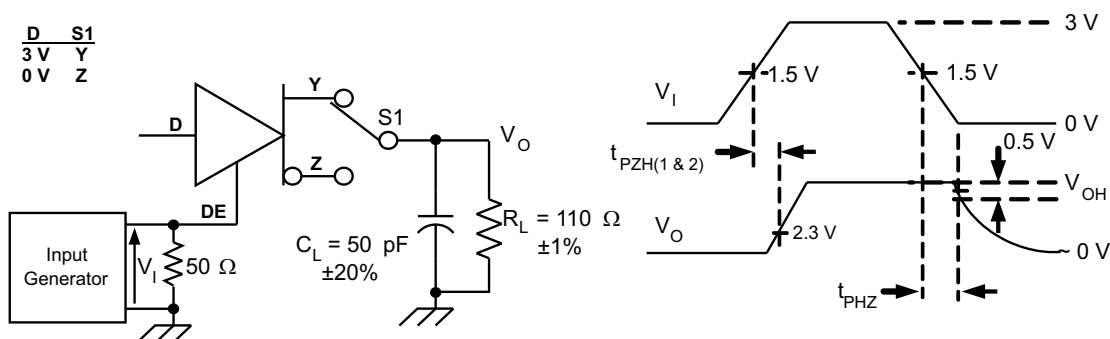 D S1
3 V Y
0 V Z
D
Y
Z
S1
V_O
DE
Input
Generator
V_I
50 Ω
C_L = 50 pF
±20%
R_L = 110 Ω
±1%
3 V
1.5 V
1.5 V
V_I
0 V
0.5 V
t_PZH(1 & 2)
V_OH
V_O
2.3 V
~ 0 V
t_PHZ